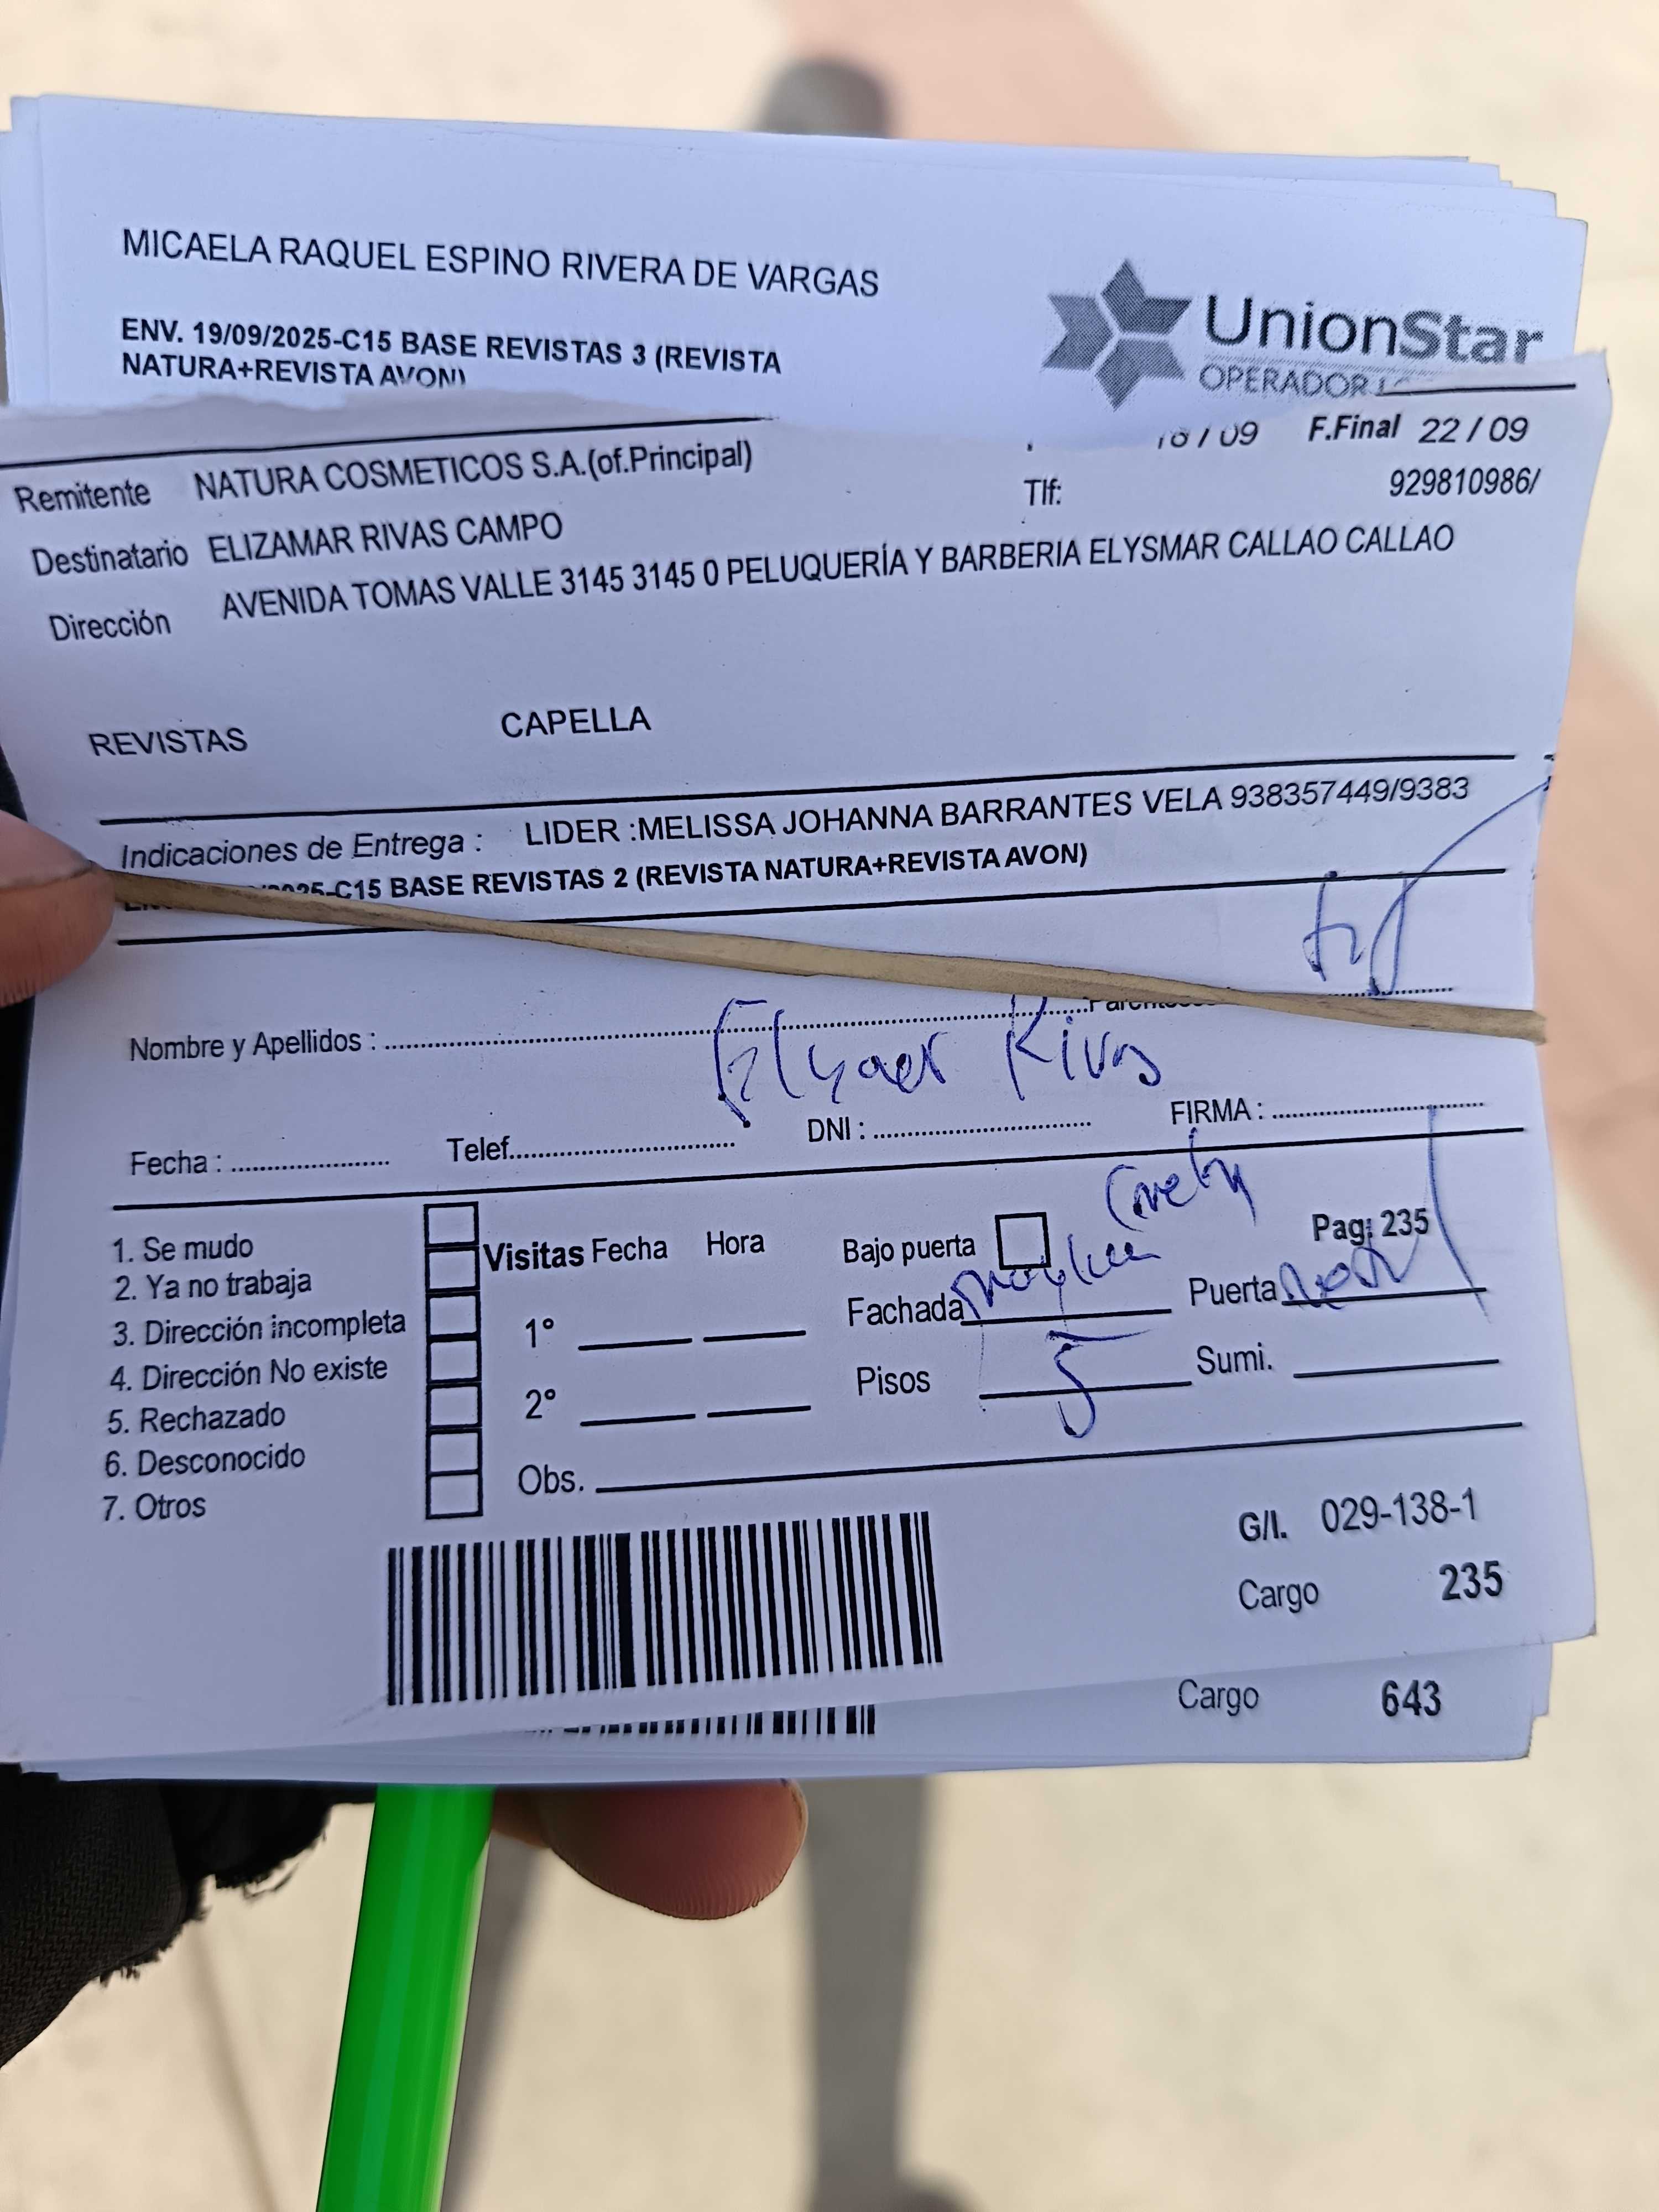 MICAELA RAQUEL ESPINO RIVERA DE VARGAS
ENV. 19/09/2025-C15 BASE REVISTAS 3 (REVISTA
NATURA+REVISTA AVON)
UnionStar
OPERADOR
/ 09 F.Final 22 / 09
Remitente NATURA COSMETICOS S.A.(of.Principal)
Tlf: 929810986/
Destinatario ELIZAMAR RIVAS CAMPO
Dirección AVENIDA TOMAS VALLE 3145 3145 0 PELUQUERÍA Y BARBERIA ELYSMAR CALLAO CALLAO
REVISTAS CAPELLA
Indicaciones de Entrega : LIDER :MELISSA JOHANNA BARRANTES VELA 938357449/9383
2025-C15 BASE REVISTAS 2 (REVISTA NATURA+REVISTA AVON)
Nombre y Apellidos :
Rivas
Fecha : Telef. DNI : FIRMA :
1. Se mudo
2. Ya no trabaja
3. Dirección incompleta
4. Dirección No existe
5. Rechazado
6. Desconocido
7. Otros
Visitas Fecha Hora
1°
2°
Obs.
Bajo puerta Pag: 235
Fachada Puerta
Pisos 5 Sumi.
G/I. 029-138-1
Cargo 235
Cargo 643